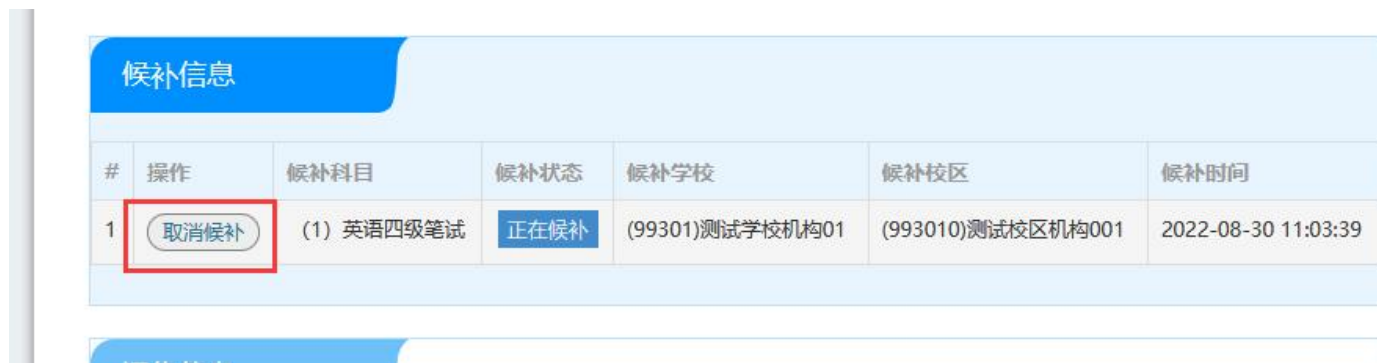 候补信息
# 操作 候补科目 候补状态 候补学校 候补校区 候补时间
1 取消候补 (1) 英语四级笔试 正在候补 (99301)测试学校机构01 (993010)测试校区机构001 2022-08-30 11:03:39